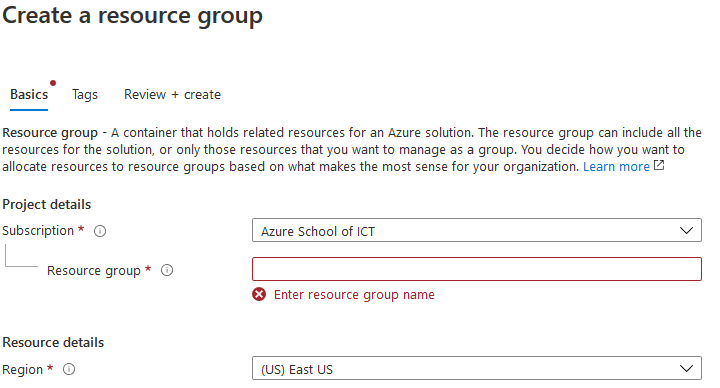 Create a resource group
Basics Tags Review + create
Resource group - A container that holds related resources for an Azure solution. The resource group can include all the
resources for the solution, or only those resources that you want to manage as a group. You decide how you want to
allocate resources to resource groups based on what makes the most sense for your organization. Learn more
Project details
Subscription * Azure School of ICT
Resource group *
Enter resource group name
Resource details
Region * (US) East US